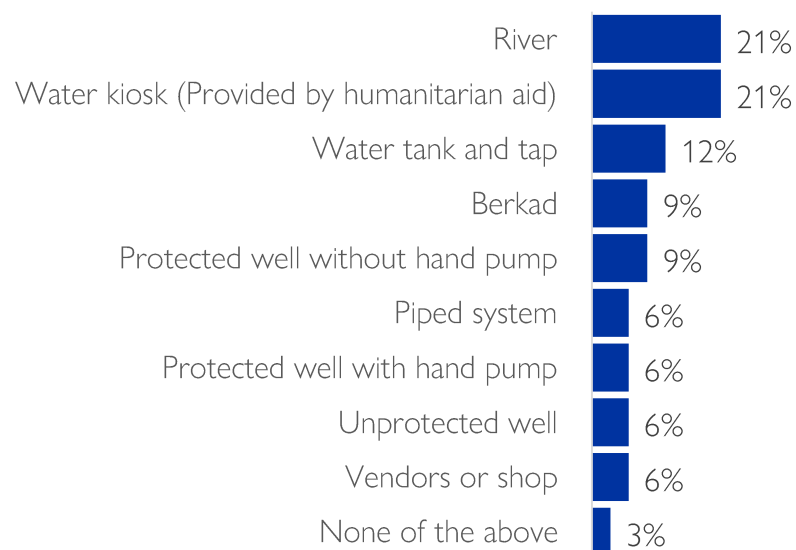 River 21%
Water kiosk (Provided by humanitarian aid) 21%
Water tank and tap 12%
Berkad 9%
Protected well without hand pump 9%
Piped system 6%
Protected well with hand pump 6%
Unprotected well 6%
Vendors or shop 6%
None of the above 3%